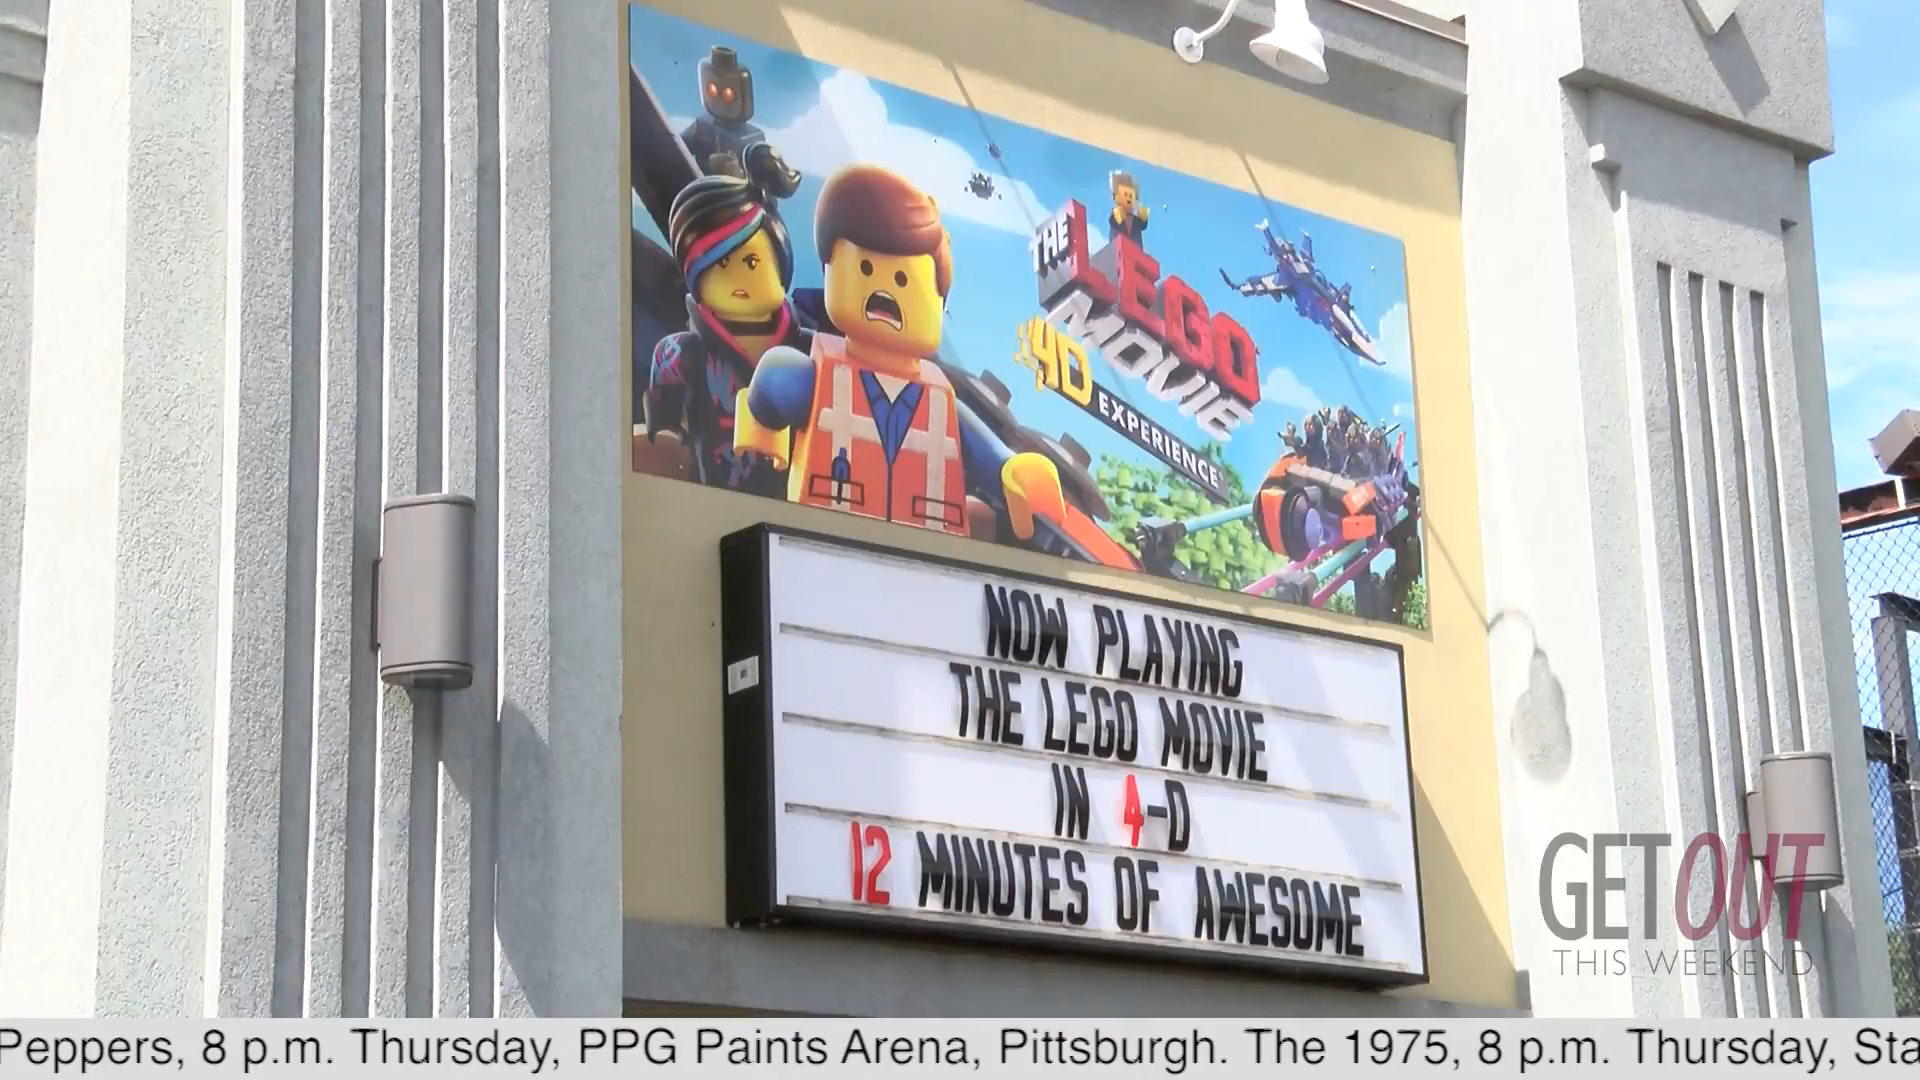 THE
LEGO
MOVIE
4D
EXPERIENCE
NOW PLAYING
THE LEGO MOVIE
IN 4-D
12 MINUTES OF AWESOME
GET OUT
THIS WEEKEND
Peppers, 8 p.m. Thursday, PPG Paints Arena, Pittsburgh. The 1975, 8 p.m. Thursday, Sta